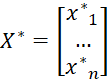 X* = [x*₁
...
x*ₙ]